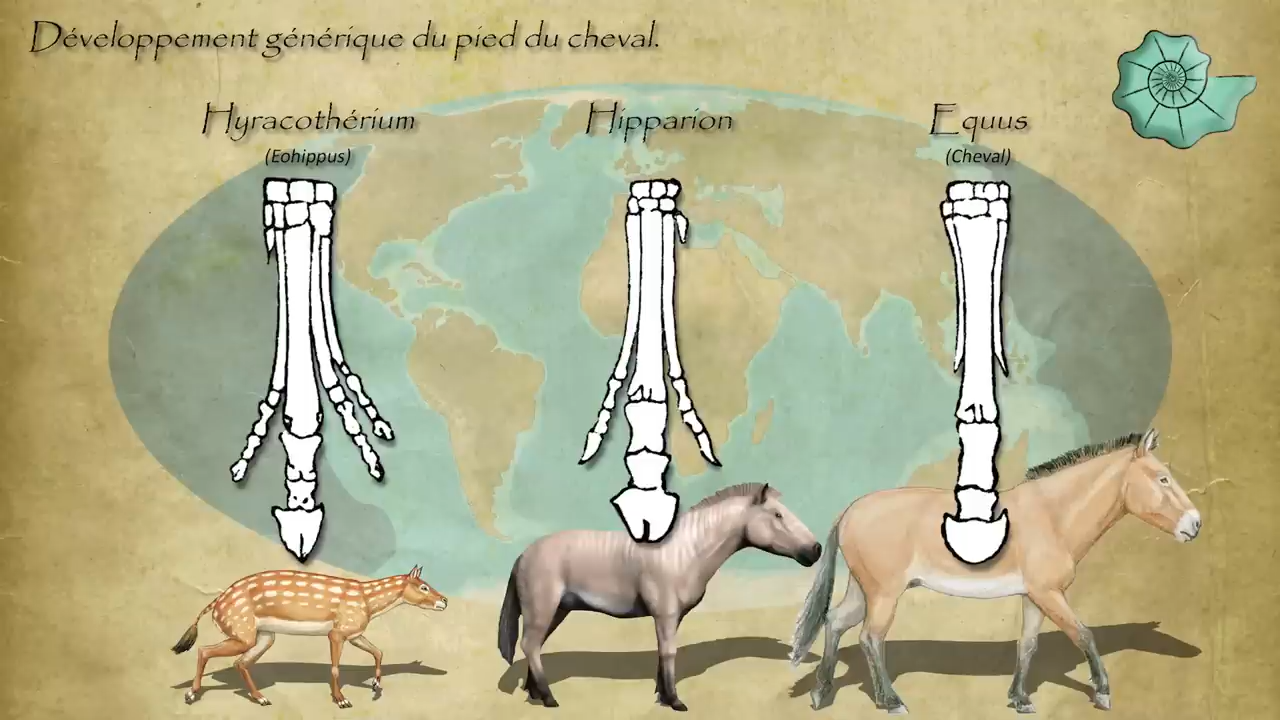 Développement générique du pied du cheval.
Hyracothérium
(Eohippus)
Hipparion
Equus
(Cheval)